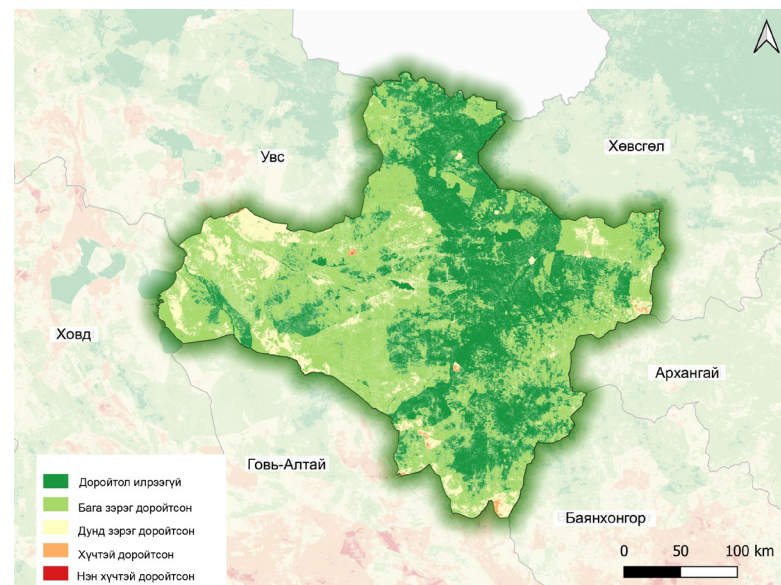 Увс
Хөвсгөл
Ховд
Архангай
Говь-Алтай
Баянхонгор
Доройтол илрээгүй
Бага зэрэг доройтсон
Дунд зэрэг доройтсон
Хүчтэй доройтсон
Нэн хүчтэй доройтсон
0 50 100 km